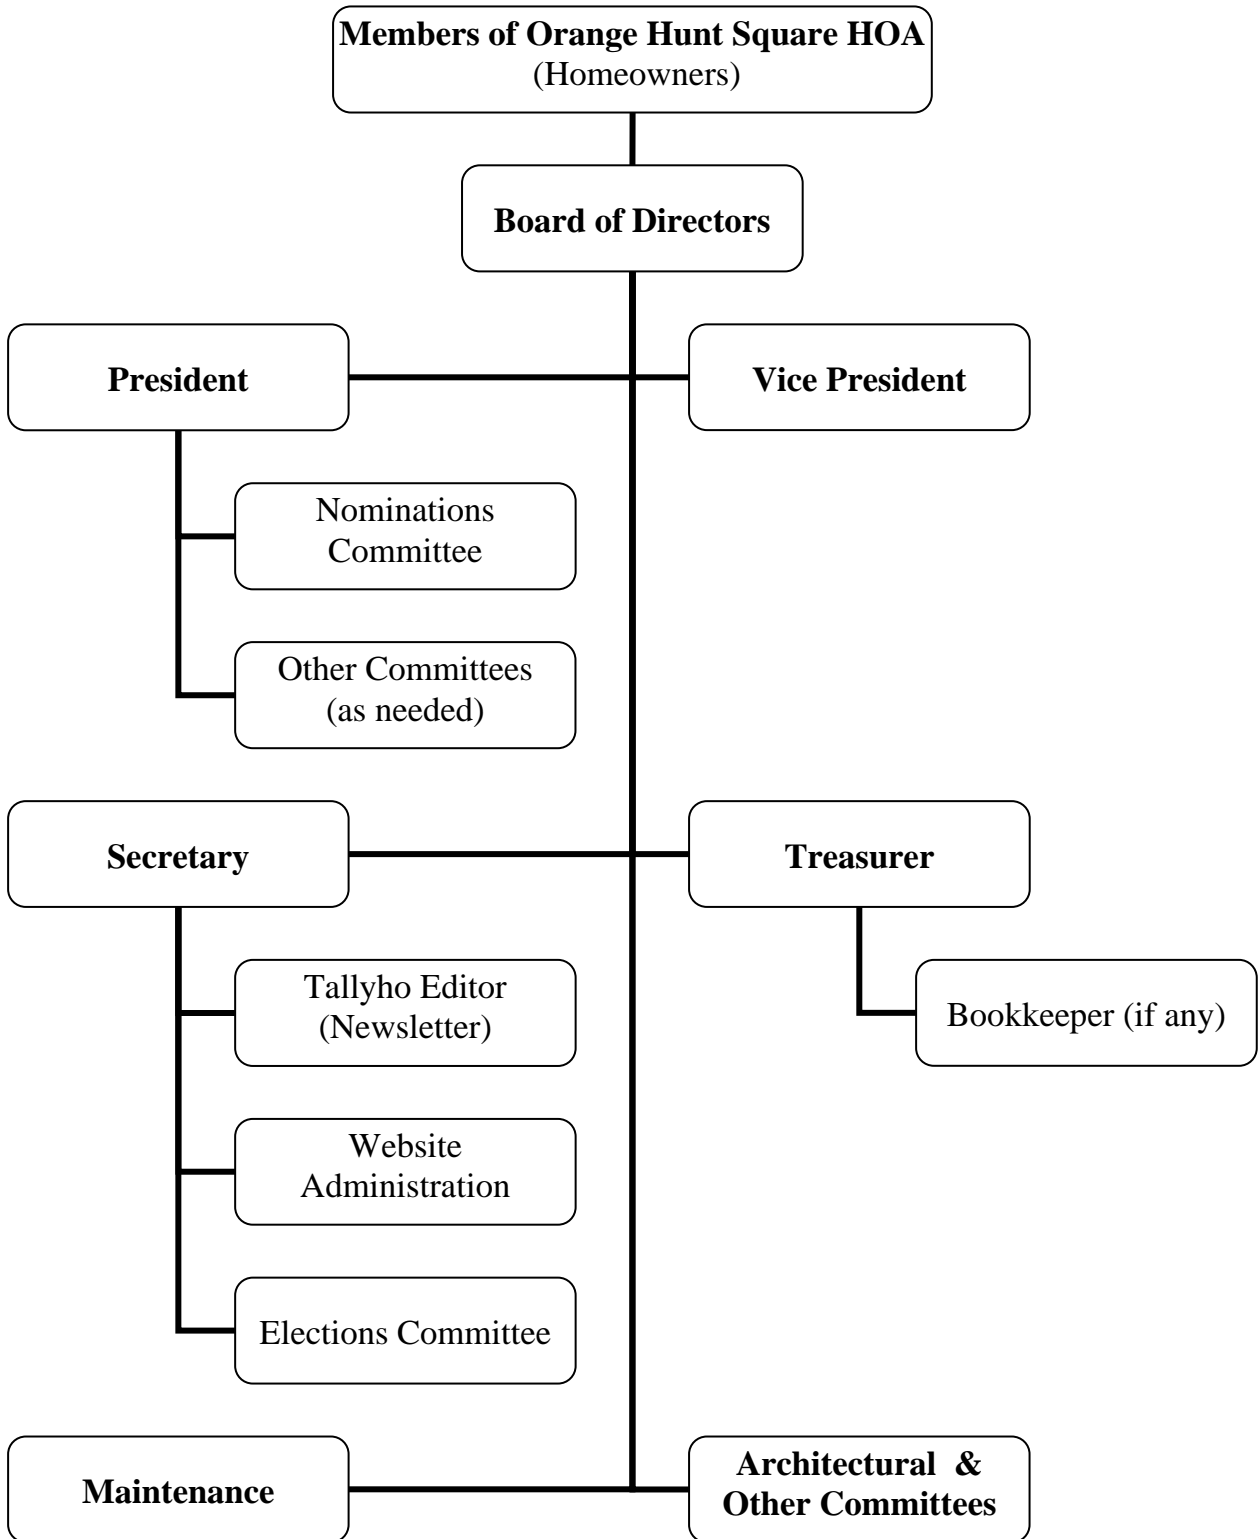 Members of Orange Hunt Square HOA
(Homeowners)
Board of Directors
President
Vice President
Nominations
Committee
Other Committees
(as needed)
Secretary
Treasurer
Tallyho Editor
(Newsletter)
Bookkeeper (if any)
Website
Administration
Elections Committee
Maintenance
Architectural &
Other Committees